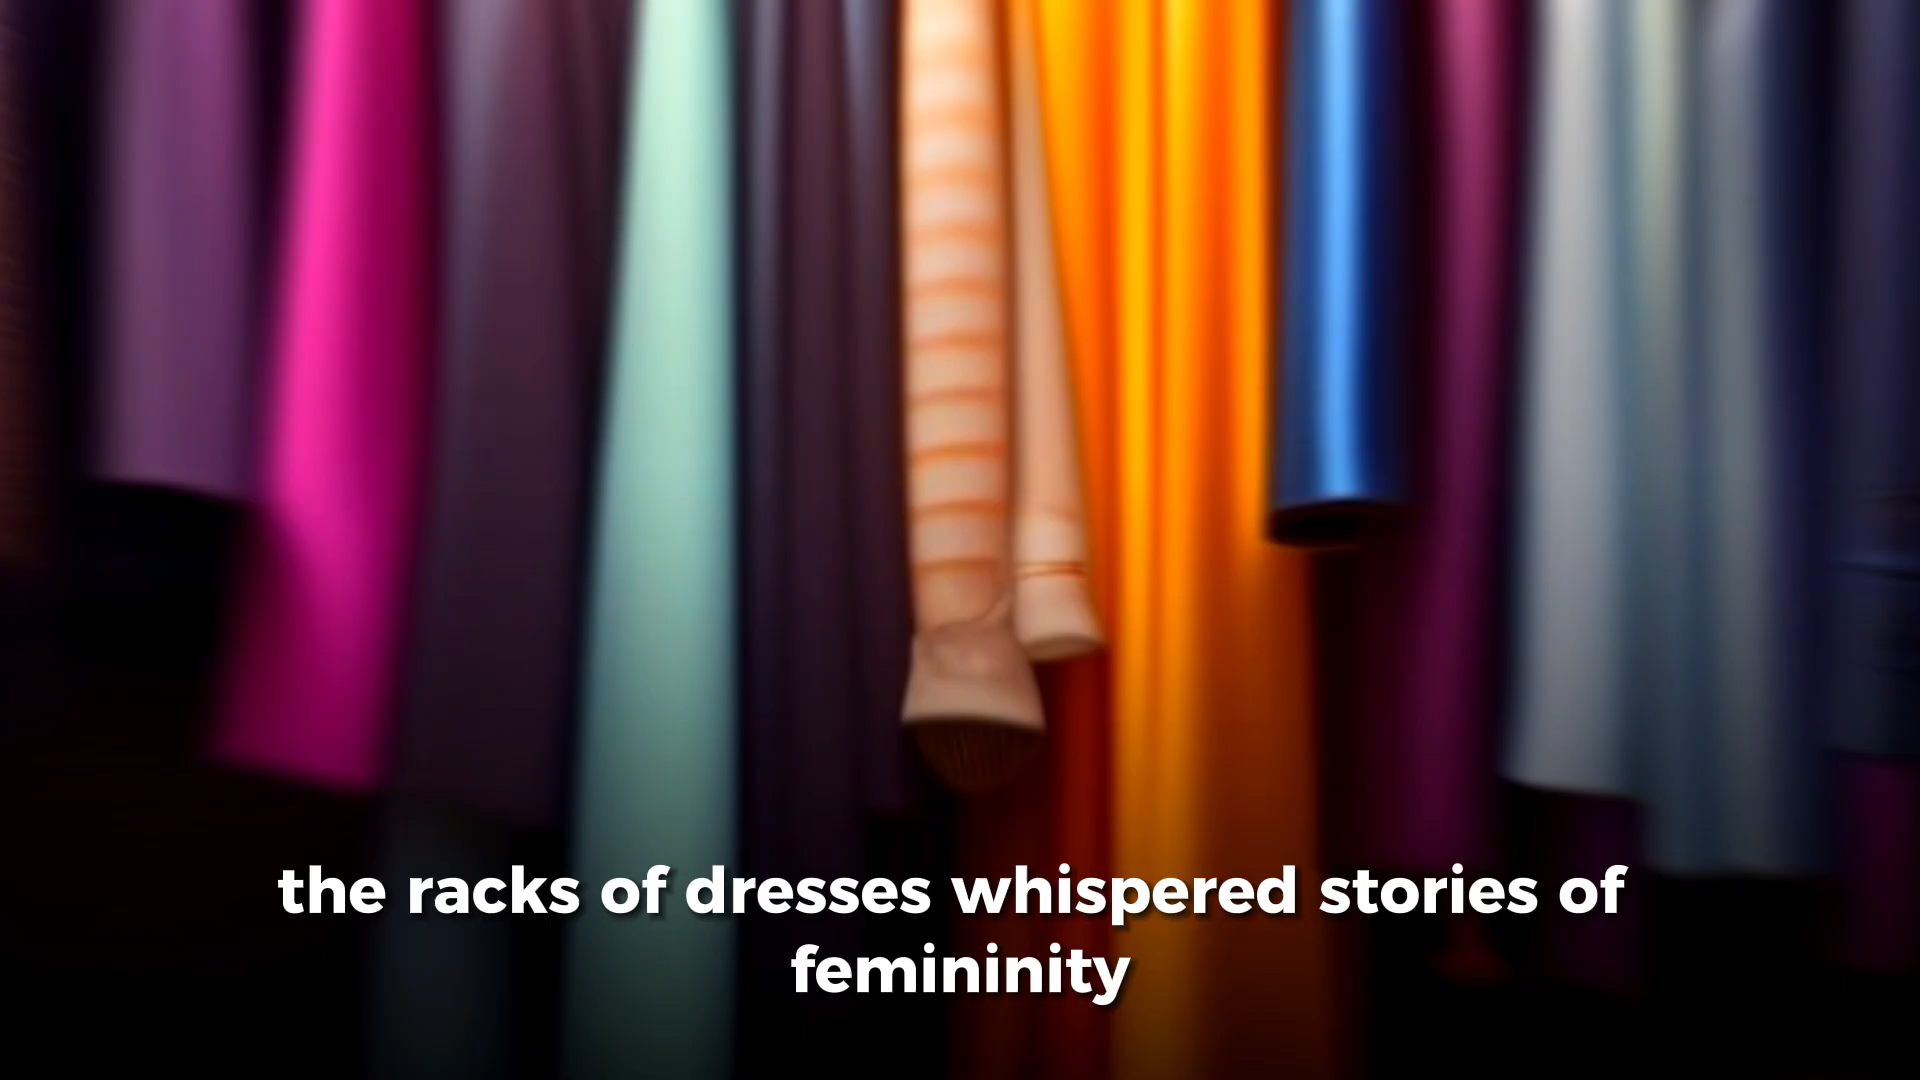 the racks of dresses whispered stories of
femininity